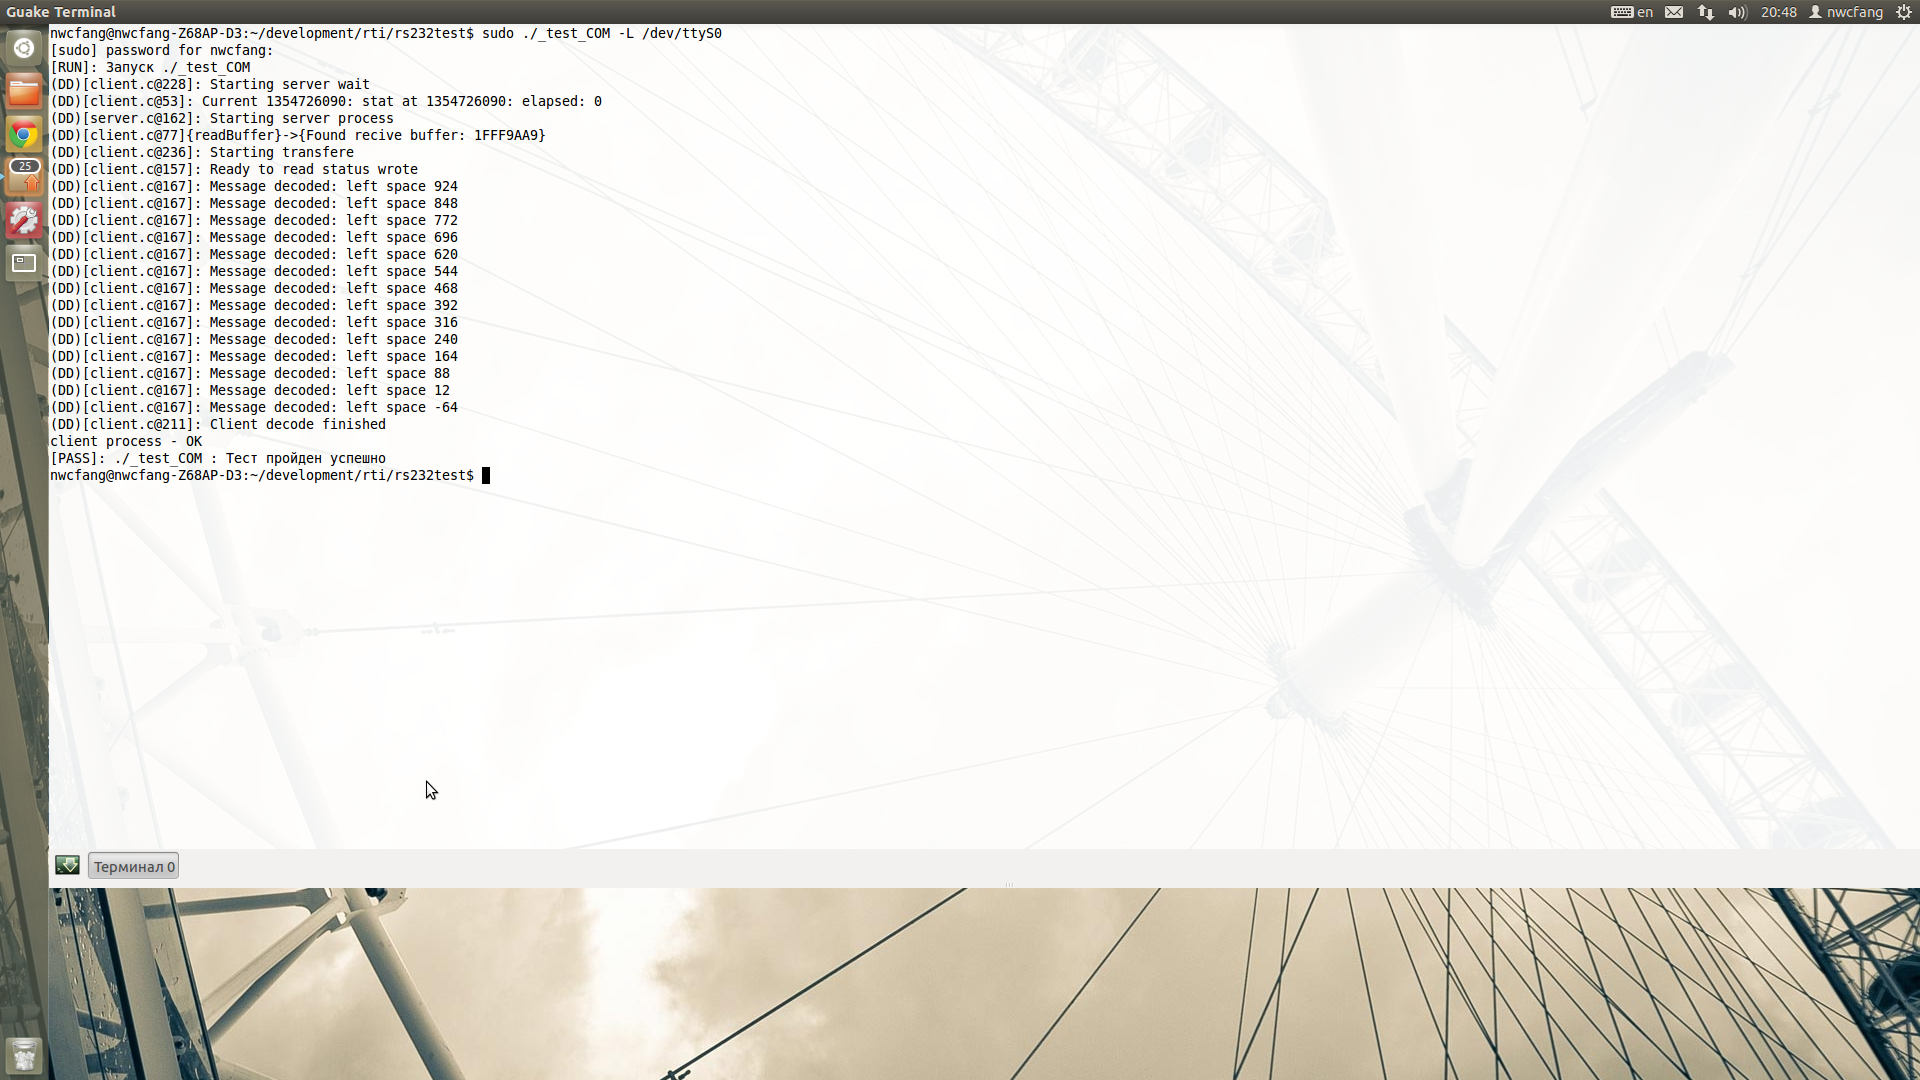 Guake Terminal
en
20:48
nwcfang
nwcfang@nwcfang-Z68AP-D3:~/development/rti/rs232test$ sudo ./_test_COM -L /dev/ttyS0
[sudo] password for nwcfang:
[RUN]: Запуск ./_test_COM
(DD)[client.c@228]: Starting server wait
(DD)[client.c@53]: Current 1354726090: stat at 1354726090: elapsed: 0
(DD)[server.c@162]: Starting server process
(DD)[client.c@77]{readBuffer}->{Found recive buffer: 1FFF9AA9}
(DD)[client.c@236]: Starting transfere
(DD)[client.c@157]: Ready to read status wrote
(DD)[client.c@167]: Message decoded: left space 924
(DD)[client.c@167]: Message decoded: left space 848
(DD)[client.c@167]: Message decoded: left space 772
(DD)[client.c@167]: Message decoded: left space 696
(DD)[client.c@167]: Message decoded: left space 620
(DD)[client.c@167]: Message decoded: left space 544
(DD)[client.c@167]: Message decoded: left space 468
(DD)[client.c@167]: Message decoded: left space 392
(DD)[client.c@167]: Message decoded: left space 316
(DD)[client.c@167]: Message decoded: left space 240
(DD)[client.c@167]: Message decoded: left space 164
(DD)[client.c@167]: Message decoded: left space 88
(DD)[client.c@167]: Message decoded: left space 12
(DD)[client.c@167]: Message decoded: left space -64
(DD)[client.c@211]: Client decode finished
client process - OK
[PASS]: ./_test_COM : Тест пройден успешно
nwcfang@nwcfang-Z68AP-D3:~/development/rti/rs232test$
25
Терминал 0